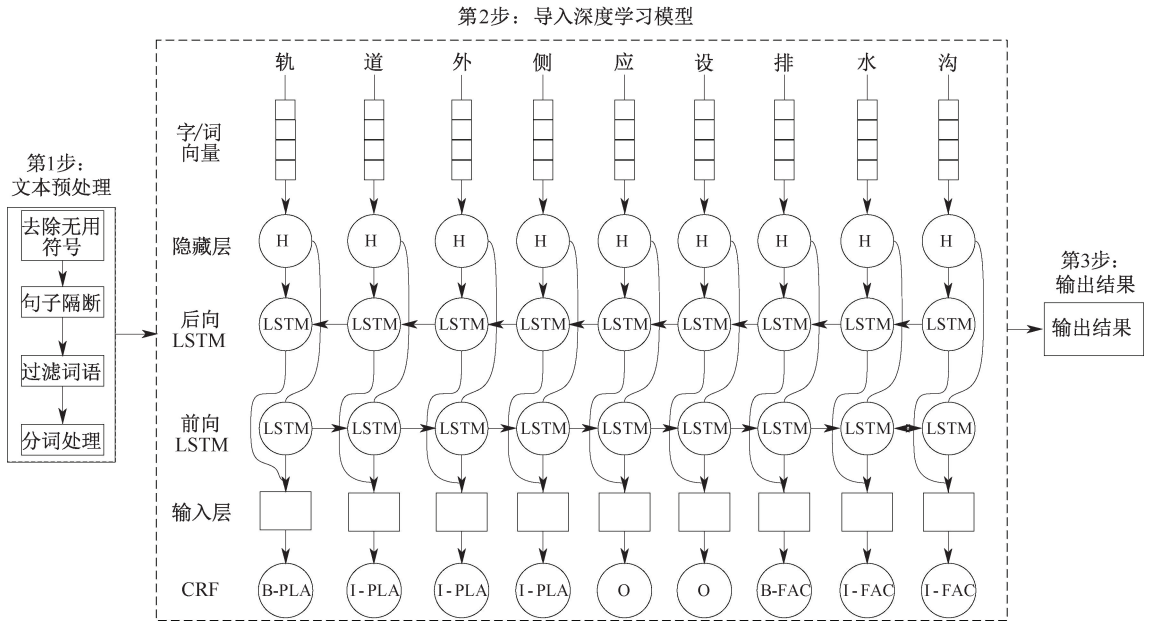 第2步：导入深度学习模型
轨 道 外 侧 应 设 排 水 沟
字/词
向量
第1步：
文本预处理
去除无用
符号
句子隔断
过滤词语
分词处理
隐藏层 H H H H H H H H H
后向
LSTM
LSTM LSTM LSTM LSTM LSTM LSTM LSTM LSTM LSTM
前向
LSTM
LSTM LSTM LSTM LSTM LSTM LSTM LSTM LSTM LSTM
输入层
CRF B-PLA I-PLA I-PLA I-PLA O O B-FAC I-FAC I-FAC
第3步：
输出结果
输出结果